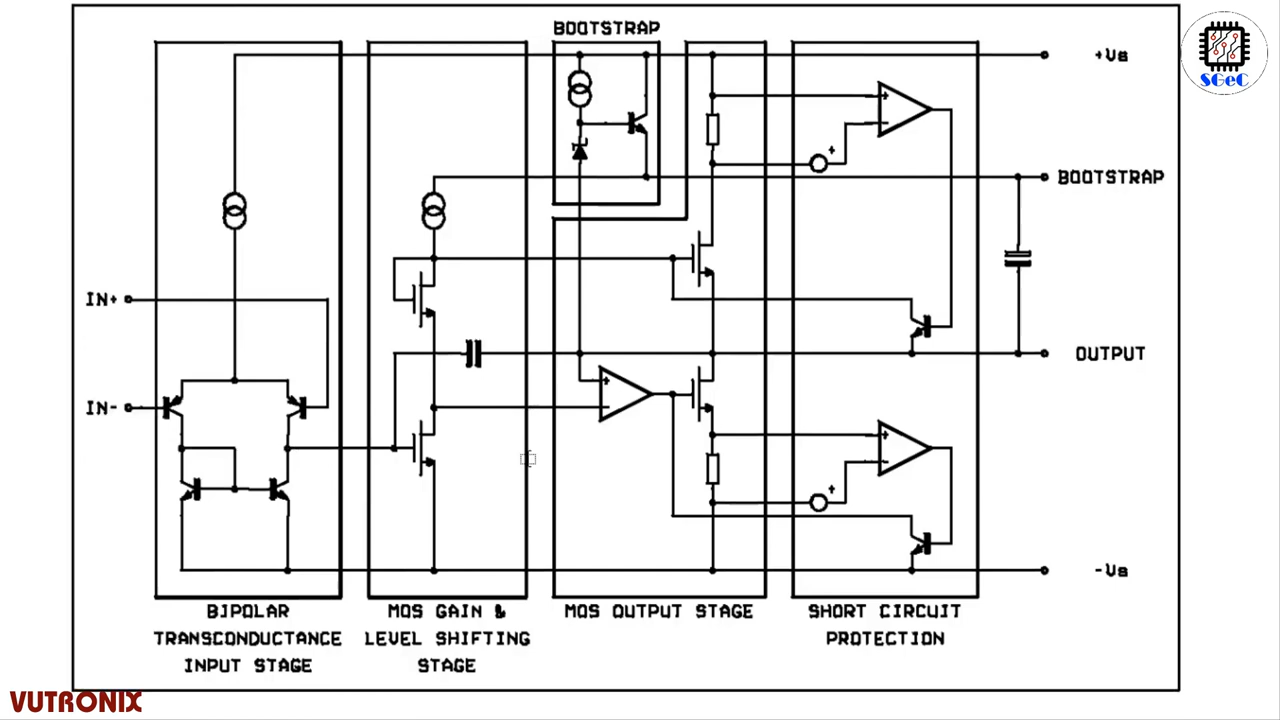 BOOTSTRAP
+Vs
SGeC
BOOTSTRAP
IN+
OUTPUT
IN-
-Vs
BIPOLAR
TRANSCONDUCTANCE
INPUT STAGE
MOS GAIN &
LEVEL SHIFTING
STAGE
MOS OUTPUT STAGE
SHORT CIRCUIT
PROTECTION
VUTRONIX